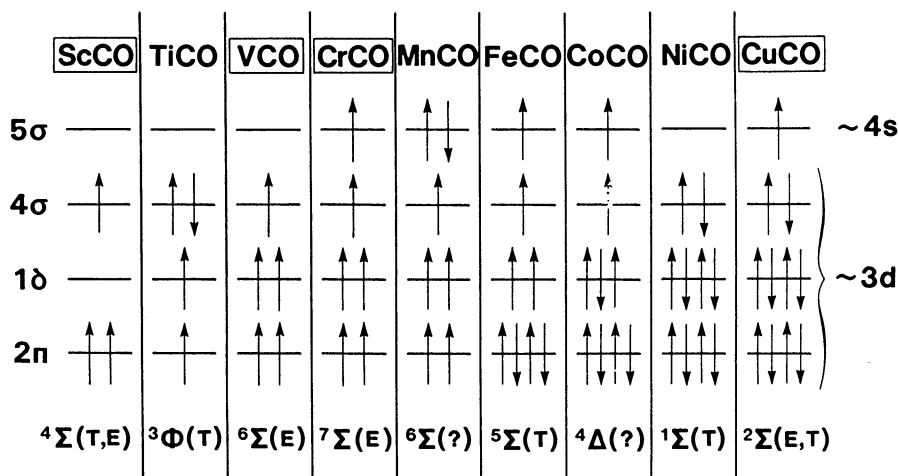 ScCO TiCO VCO CrCO MnCO FeCO CoCO NiCO CuCO
5σ ~4s
4σ
1δ ~3d
2π
⁴Σ(T,E) ³Φ(T) ⁶Σ(E) ⁷Σ(E) ⁶Σ(?) ⁵Σ(T) ⁴Δ(?) ¹Σ(T) ²Σ(E,T)